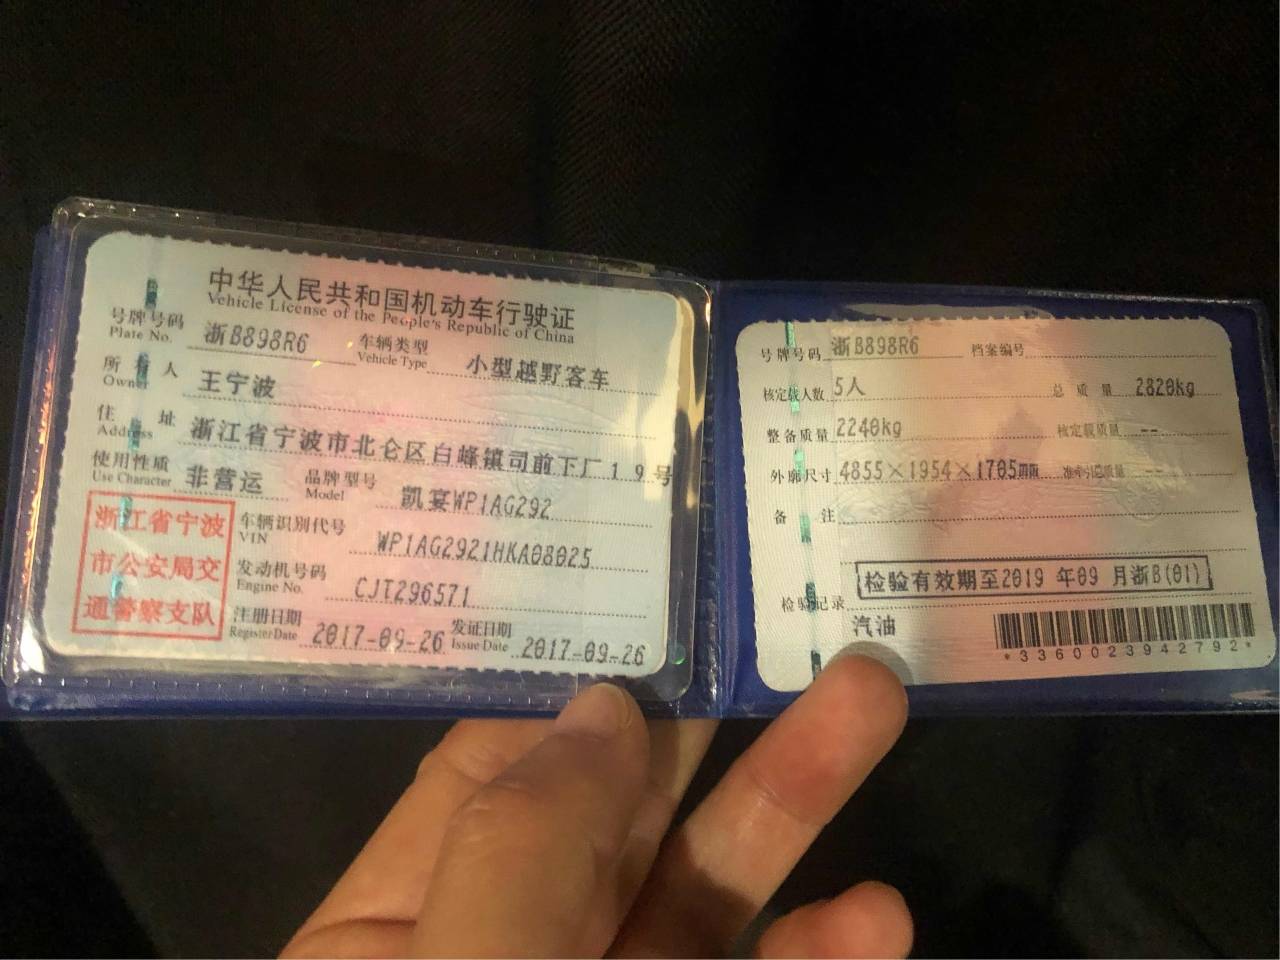 中华人民共和国机动车行驶证
Vehicle License of the People's Republic of China
号牌号码 浙B898R6 车辆类型 小型越野客车
Plate No. Vehicle Type
所有人 王宁波
Owner
住址 浙江省宁波市北仑区白峰镇司前下厂19号
Address
使用性质 非营运 品牌型号 凯宴WP1AG292
Use Character Model
浙江省宁波
市公安局交
通警察支队
车辆识别代号 WP1AG2921HKA08025
VIN
发动机号码 CJT296571
Engine No.
注册日期 2017-09-26 发证日期 2017-09-26
Register Date Issue Date
号牌号码 浙B898R6 档案编号
核定载人数 5人 总质量 2820kg
整备质量 2240kg 核定载质量 --
外廓尺寸 4855×1954×1705mm 准牵引总质量 --
备注
检验有效期至2019 年09 月浙B(01)
检验记录
汽油
*3360023942792*